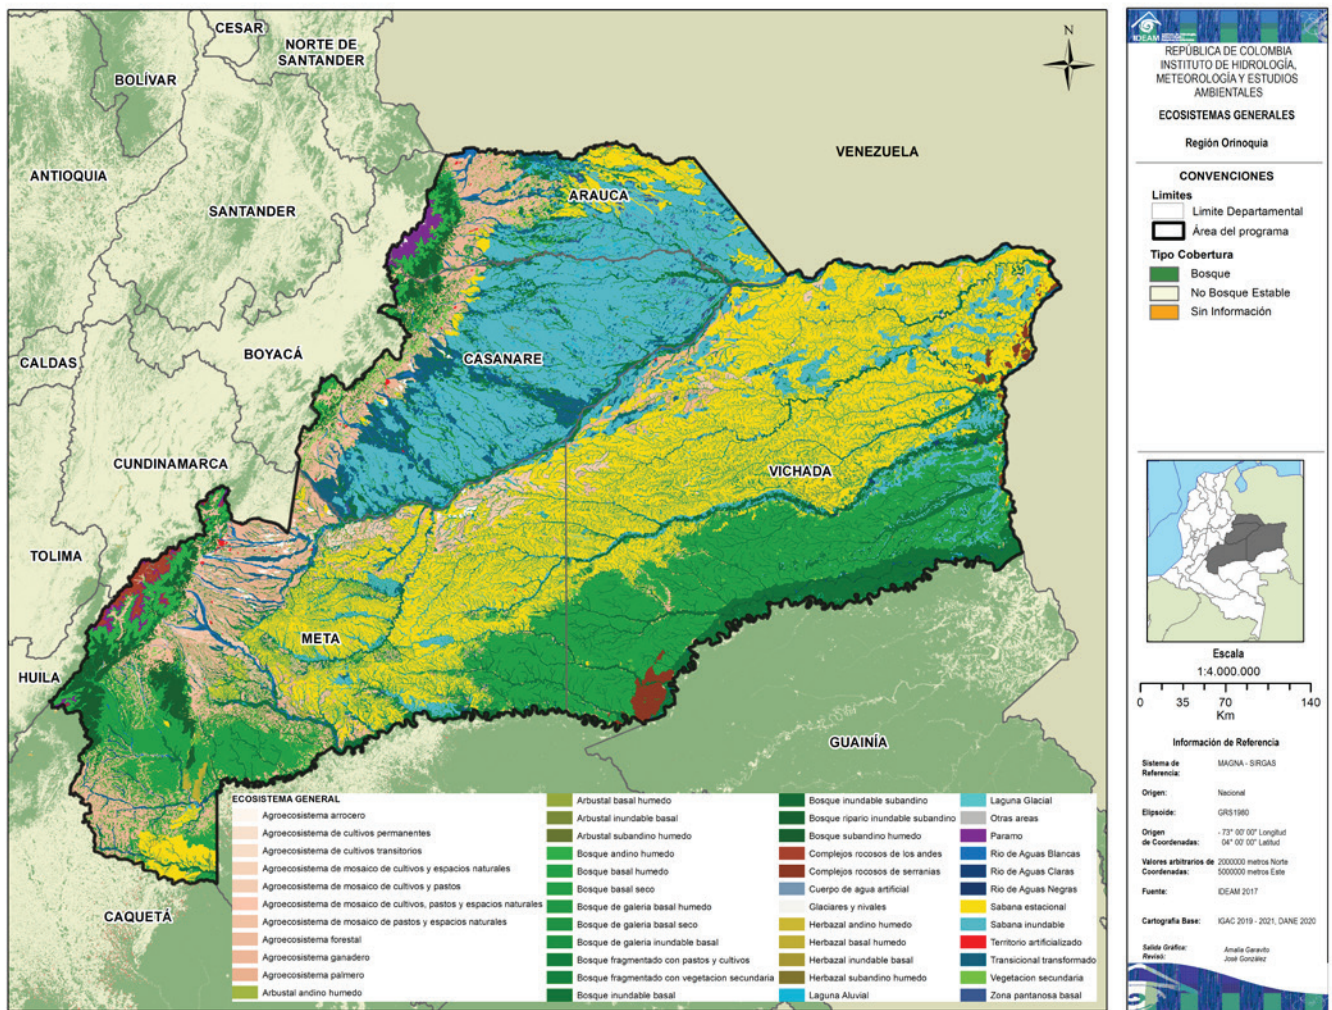 CESAR
NORTE DE
SANTANDER
BOLÍVAR
N
ANTIOQUIA
SANTANDER
VENEZUELA
ARAUCA
CALDAS
BOYACÁ
CASANARE
CUNDINAMARCA
VICHADA
TOLIMA
META
HUILA
GUAINÍA
CAQUETÁ
ECOSISTEMA GENERAL
Agroecosistema arrocero
Agroecosistema de cultivos permanentes
Agroecosistema de cultivos transitorios
Agroecosistema de mosaico de cultivos y espacios naturales
Agroecosistema de mosaico de cultivos y pastos
Agroecosistema de mosaico de cultivos, pastos y espacios naturales
Agroecosistema de mosaico de pastos y espacios naturales
Agroecosistema forestal
Agroecosistema ganadero
Agroecosistema palmero
Arbustal andino humedo
Arbustal basal humedo
Arbustal inundable basal
Arbustal subandino humedo
Bosque andino humedo
Bosque basal humedo
Bosque basal seco
Bosque de galeria basal humedo
Bosque de galeria basal seco
Bosque de galeria inundable basal
Bosque fragmentado con pastos y cultivos
Bosque fragmentado con vegetacion secundaria
Bosque inundable basal
Bosque inundable subandino
Bosque ripario inundable subandino
Bosque subandino humedo
Complejos rocosos de los andes
Complejos rocosos de serranias
Cuerpo de agua artificial
Glaciares y nivales
Herbazal andino humedo
Herbazal basal humedo
Herbazal inundable basal
Herbazal subandino humedo
Laguna Aluvial
Laguna Glacial
Otras areas
Paramo
Rio de Aguas Blancas
Rio de Aguas Claras
Rio de Aguas Negras
Sabana estacional
Sabana inundable
Territorio artificializado
Transicional transformado
Vegetacion secundaria
Zona pantanosa basal
IDEAM
REPÚBLICA DE COLOMBIA
INSTITUTO DE HIDROLOGÍA,
METEOROLOGÍA Y ESTUDIOS
AMBIENTALES
ECOSISTEMAS GENERALES
Región Orinoquia
CONVENCIONES
Limites
Limite Departamental
Área del programa
Tipo Cobertura
Bosque
No Bosque Estable
Sin Información
Escala
1:4.000.000
0 35 70 140
Km
Información de Referencia
Sistema de Referencia: MAGNA - SIRGAS
Origen: Nacional
Elipsoide: GRS1980
Origen de Coordenadas: - 73° 00' 00" Longitud
04° 00' 00" Latitud
Valores arbitrarios de Coordenadas: 2000000 metros Norte
5000000 metros Este
Fuente: IDEAM 2017
Cartografía Base: IGAC 2019 - 2021, DANE 2020
Salida Gráfica: Amalia Garavito
Revisó: José González